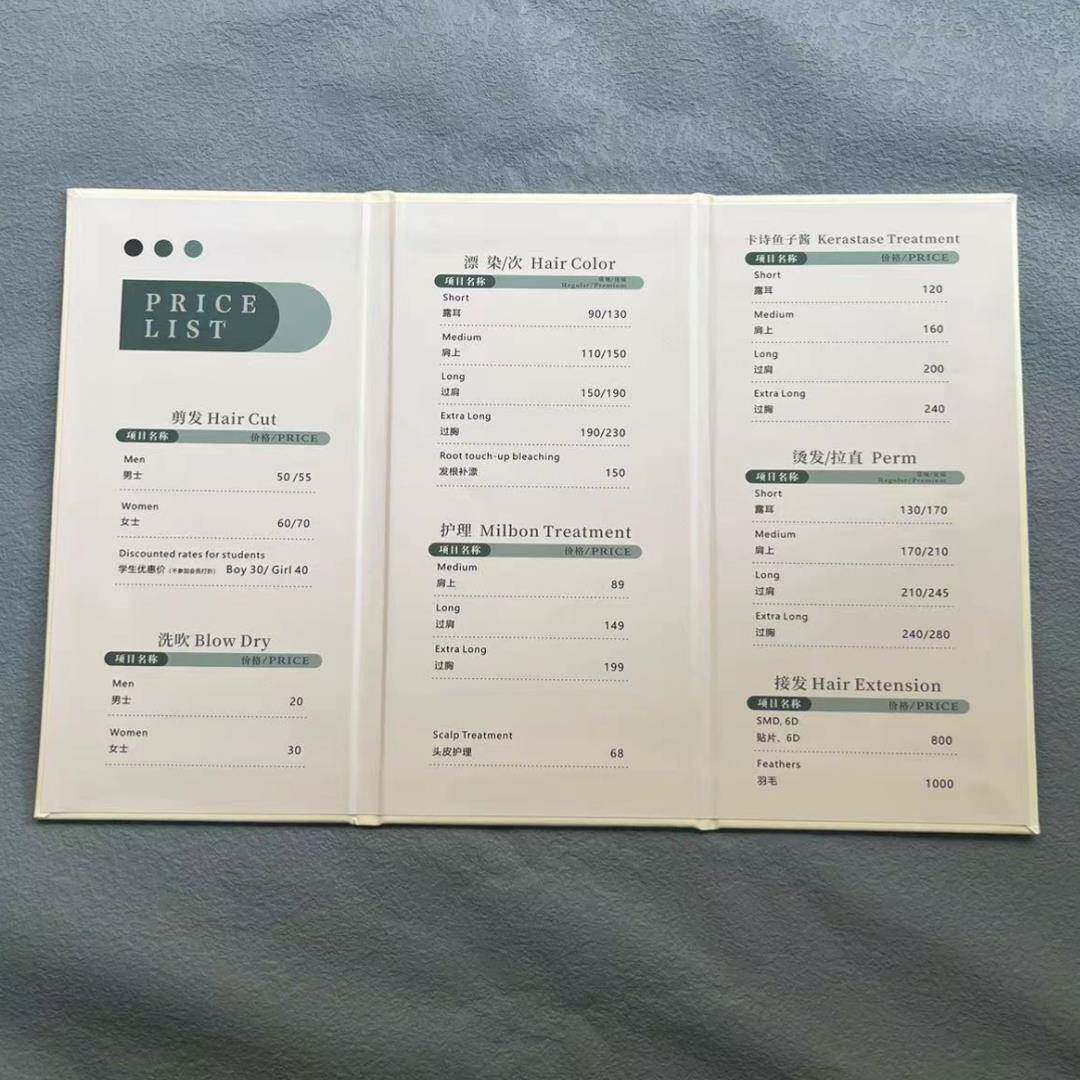 PRICE
LIST
剪发 Hair Cut
项目名称 价格/PRICE
Men
男士 50 /55
Women
女士 60/70
Discounted rates for students
学生优惠价 (不参加会员打折) Boy 30/ Girl 40
洗吹 Blow Dry
项目名称 价格/PRICE
Men
男士 20
Women
女士 30
漂 染/次 Hair Color
项目名称
Regular/Premium
Short
露耳 90/130
Medium
肩上 110/150
Long
过肩 150/190
Extra Long
过胸 190/230
Root touch-up bleaching
发根补漂 150
护理 Milbon Treatment
项目名称 价格/PRICE
Medium
肩上 89
Long
过肩 149
Extra Long
过胸 199
Scalp Treatment
头皮护理 68
卡诗鱼子酱 Kerastase Treatment
项目名称 价格/PRICE
Short
露耳 120
Medium
肩上 160
Long
过肩 200
Extra Long
过胸 240
烫发/拉直 Perm
项目名称
Regular/Premium
Short
露耳 130/170
Medium
肩上 170/210
Long
过肩 210/245
Extra Long
过胸 240/280
接发 Hair Extension
项目名称 价格/PRICE
SMD, 6D
贴片、6D 800
Feathers
羽毛 1000